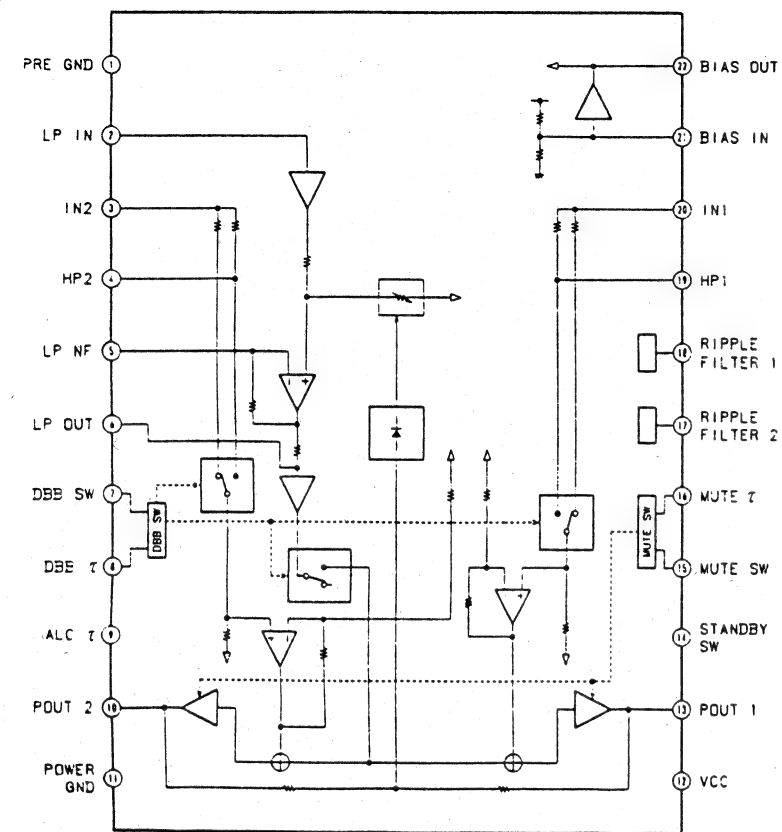 PRE GND 1
LP IN 2
IN2 3
HP2 4
LP NF 5
LP OUT 6
DBB SW 7
DBB τ 8
ALC τ 9
POUT 2 10
POWER
GND 11
22 BIAS OUT
21 BIAS IN
20 IN1
19 HP1
18 RIPPLE
FILTER 1
17 RIPPLE
FILTER 2
16 MUTE τ
15 MUTE SW
14 STANDBY
SW
13 POUT 1
12 VCC
DBB SW
MUTE SW
- +
+ -
- +